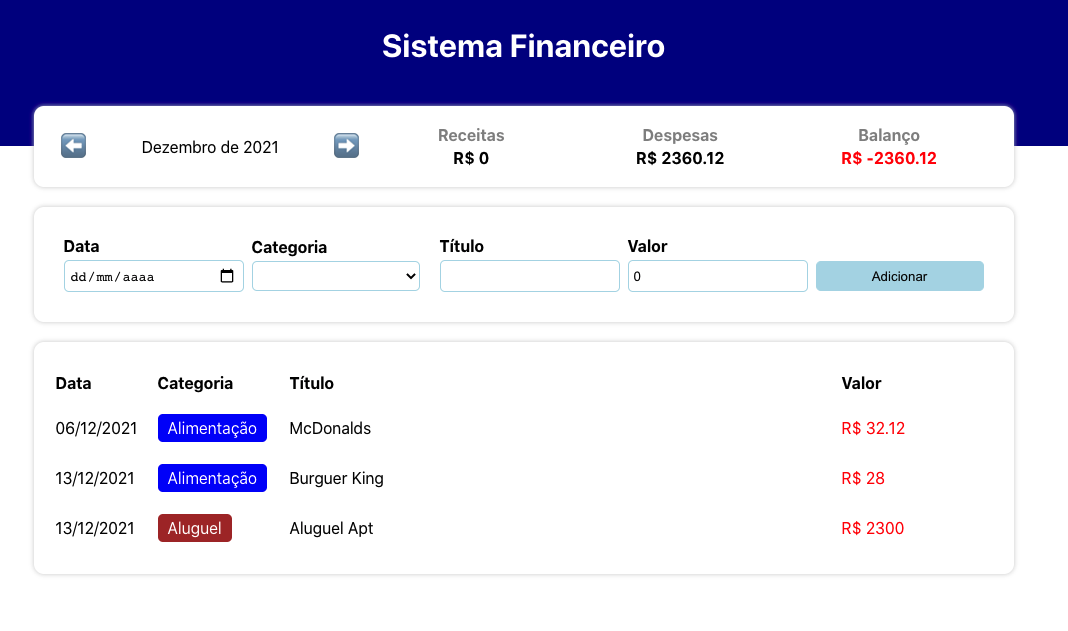 Sistema Financeiro
Dezembro de 2021
Receitas Despesas Balanço
R$ 0 R$ 2360.12 R$ -2360.12
Data Categoria Título Valor
dd/mm/aaaa 0 Adicionar
Data Categoria Título Valor
06/12/2021 Alimentação McDonalds R$ 32.12
13/12/2021 Alimentação Burguer King R$ 28
13/12/2021 Aluguel Aluguel Apt R$ 2300